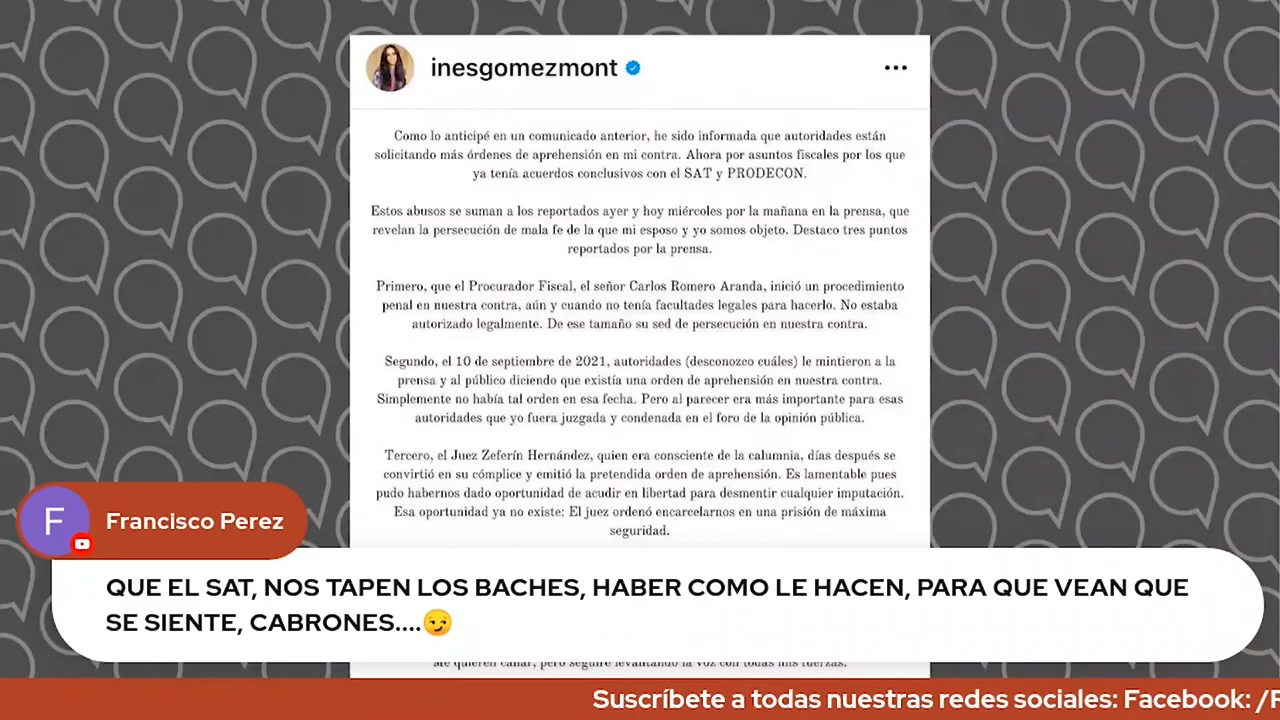 inesgomezmont
Como lo anticipé en un comunicado anterior, he sido informada que autoridades están
solicitando más órdenes de aprehensión en mi contra. Ahora por asuntos fiscales por los que
ya tenía acuerdos conclusivos con el SAT y PRODECON.
Estos abusos se suman a los reportados ayer y hoy miércoles por la mañana en la prensa, que
revelan la persecución de mala fe de la que mi esposo y yo somos objeto. Destaco tres puntos
reportados por la prensa.
Primero, que el Procurador Fiscal, el señor Carlos Romero Aranda, inició un procedimiento
penal en nuestra contra, aún y cuando no tenía facultades legales para hacerlo. No estaba
autorizado legalmente. De ese tamaño su sed de persecución en nuestra contra.
Segundo, el 10 de septiembre de 2021, autoridades (desconozco cuáles) le mintieron a la
prensa y al público diciendo que existía una orden de aprehensión en nuestra contra.
Simplemente no había tal orden en esa fecha. Pero al parecer era más importante para esas
autoridades que yo fuera juzgada y condenada en el foro de la opinión pública.
Tercero, el Juez Zeferín Hernández, quien era consciente de la calumnia, días después se
convirtió en su cómplice y emitió la pretendida orden de aprehensión. Es lamentable pues
pudo habernos dado oportunidad de acudir en libertad para desmentir cualquier imputación.
Esa oportunidad ya no existe: El juez ordenó encarcelarnos en una prisión de máxima
seguridad.
F
Francisco Perez
QUE EL SAT, NOS TAPEN LOS BACHES, HABER COMO LE HACEN, PARA QUE VEAN QUE
SE SIENTE, CABRONES....😏
Me quieren callar, pero seguiré levantando la voz con todas mis fuerzas.
Suscríbete a todas nuestras redes sociales: Facebook: /F